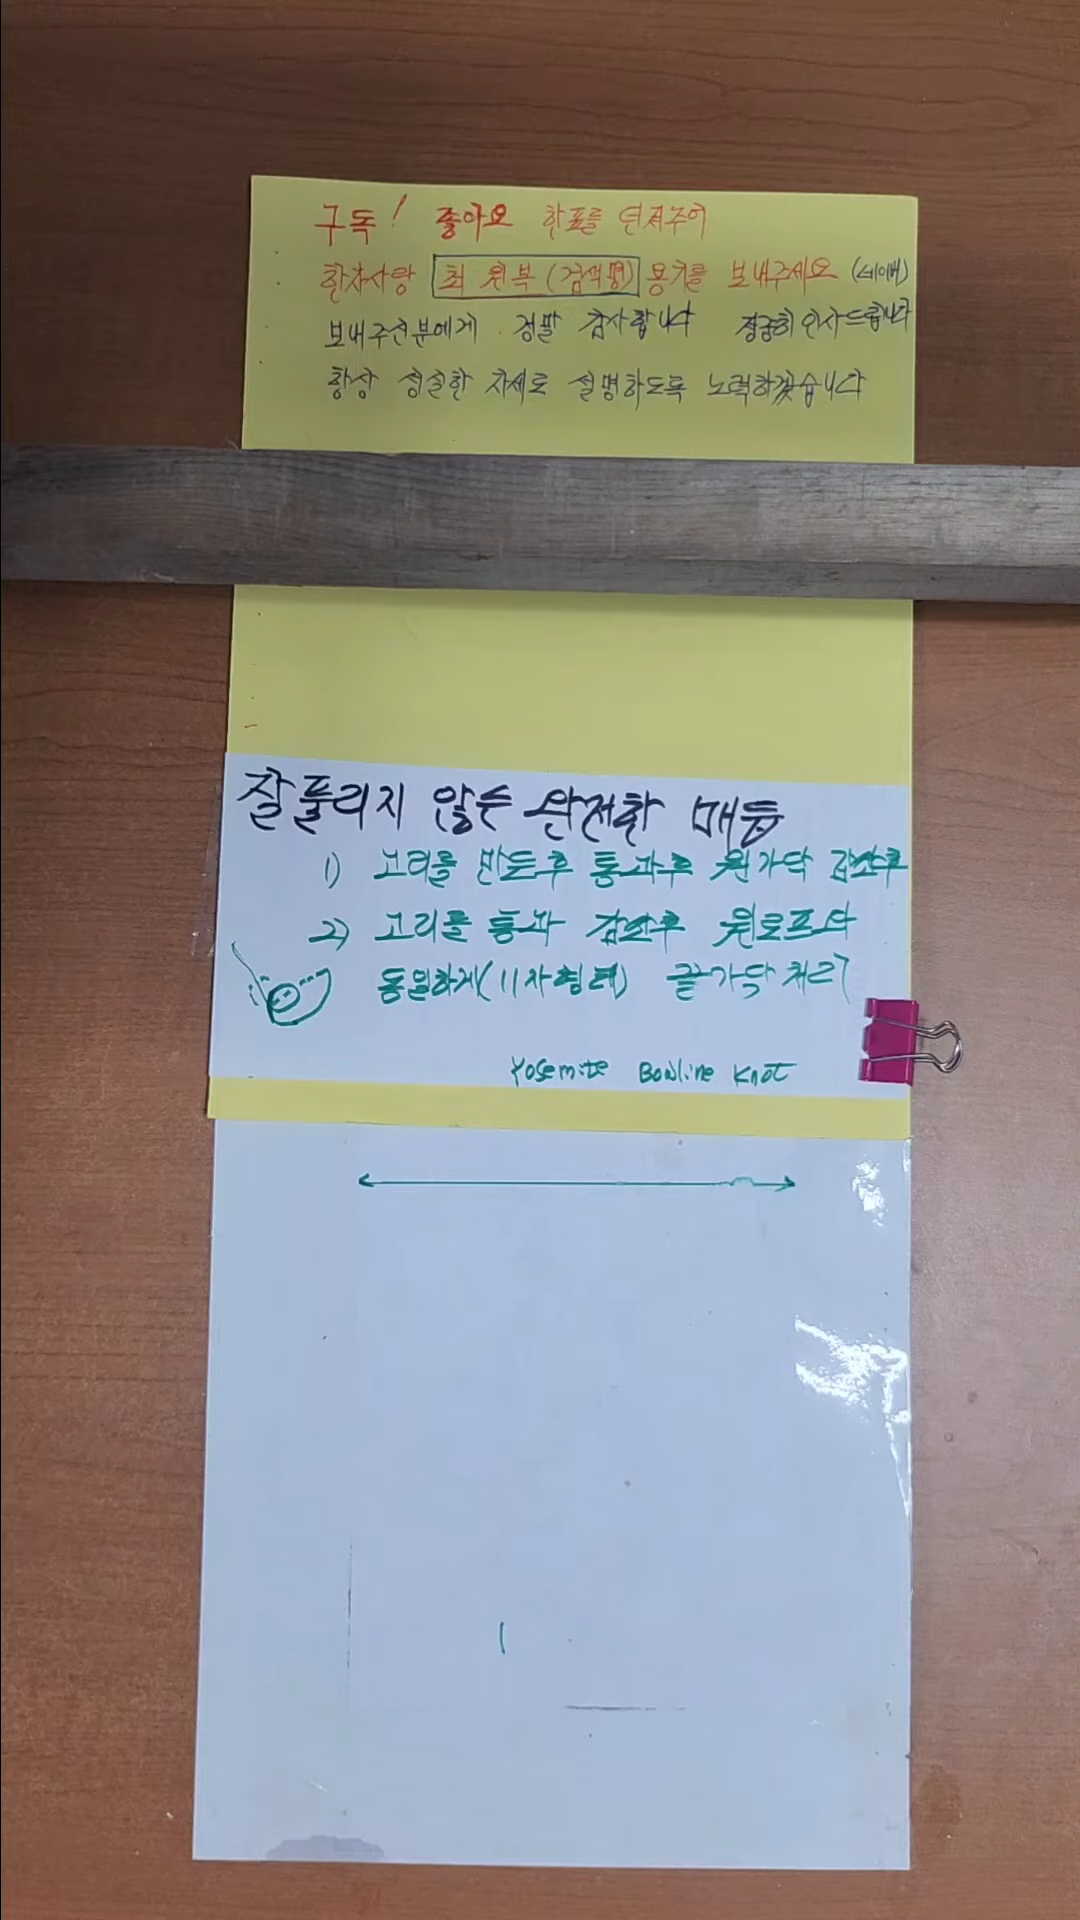 구독! 좋아요 한표를 던져주어
한자사랑 최 원복 (검색명) 용기를 보내주세요 (네이버)
보내주신분에게 정말 감사합니다 정중히 인사드립니다
항상 성실한 자세로 설명하도록 노력하겠습니다
잘풀리지 않는 완전한 매듭
1) 고리를 만든후 통과후 원가닥 감은후
2) 고리를 통과 감은후 원로프와
동일하게(11자형태) 끝가닥 처리
Yosemite Bowline Knot